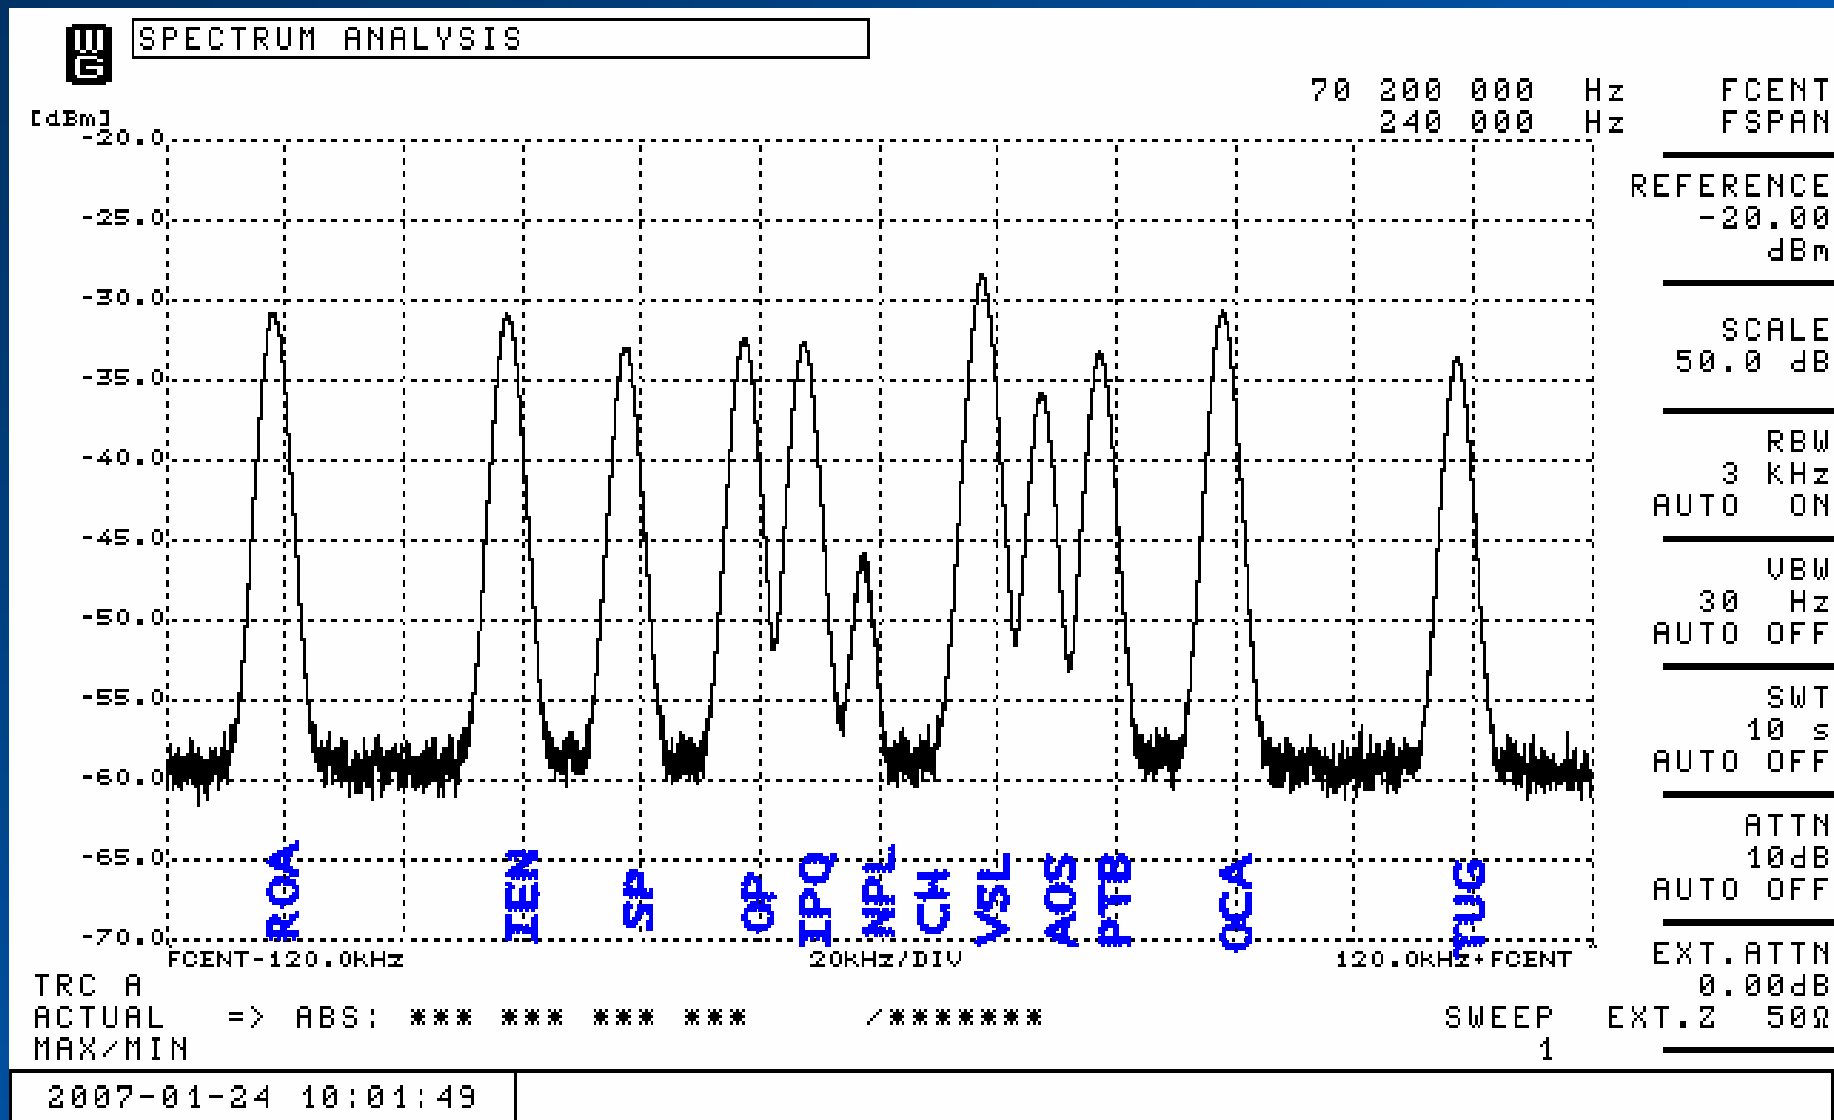 WG
SPECTRUM ANALYSIS
70 200 000 Hz FCENT
240 000 Hz FSPAN
[dBm]
-20.0
-25.0
-30.0
-35.0
-40.0
-45.0
-50.0
-55.0
-60.0
-65.0
-70.0
ROA
IEN
SP
OP
IPQ
NPL
CH
VSL
AOS
PTB
OCA
TUG
FCENT-120.0kHz 20kHz/DIV 120.0kHz+FCENT
REFERENCE
-20.00
dBm
SCALE
50.0 dB
RBW
3 kHz
AUTO ON
VBW
30 Hz
AUTO OFF
SWT
10 s
AUTO OFF
ATTN
10dB
AUTO OFF
EXT.ATTN
0.00dB
EXT.Z 50Ω
TRC A
ACTUAL => ABS: *** *** *** *** /******* SWEEP
MAX/MIN 1
2007-01-24 10:01:49